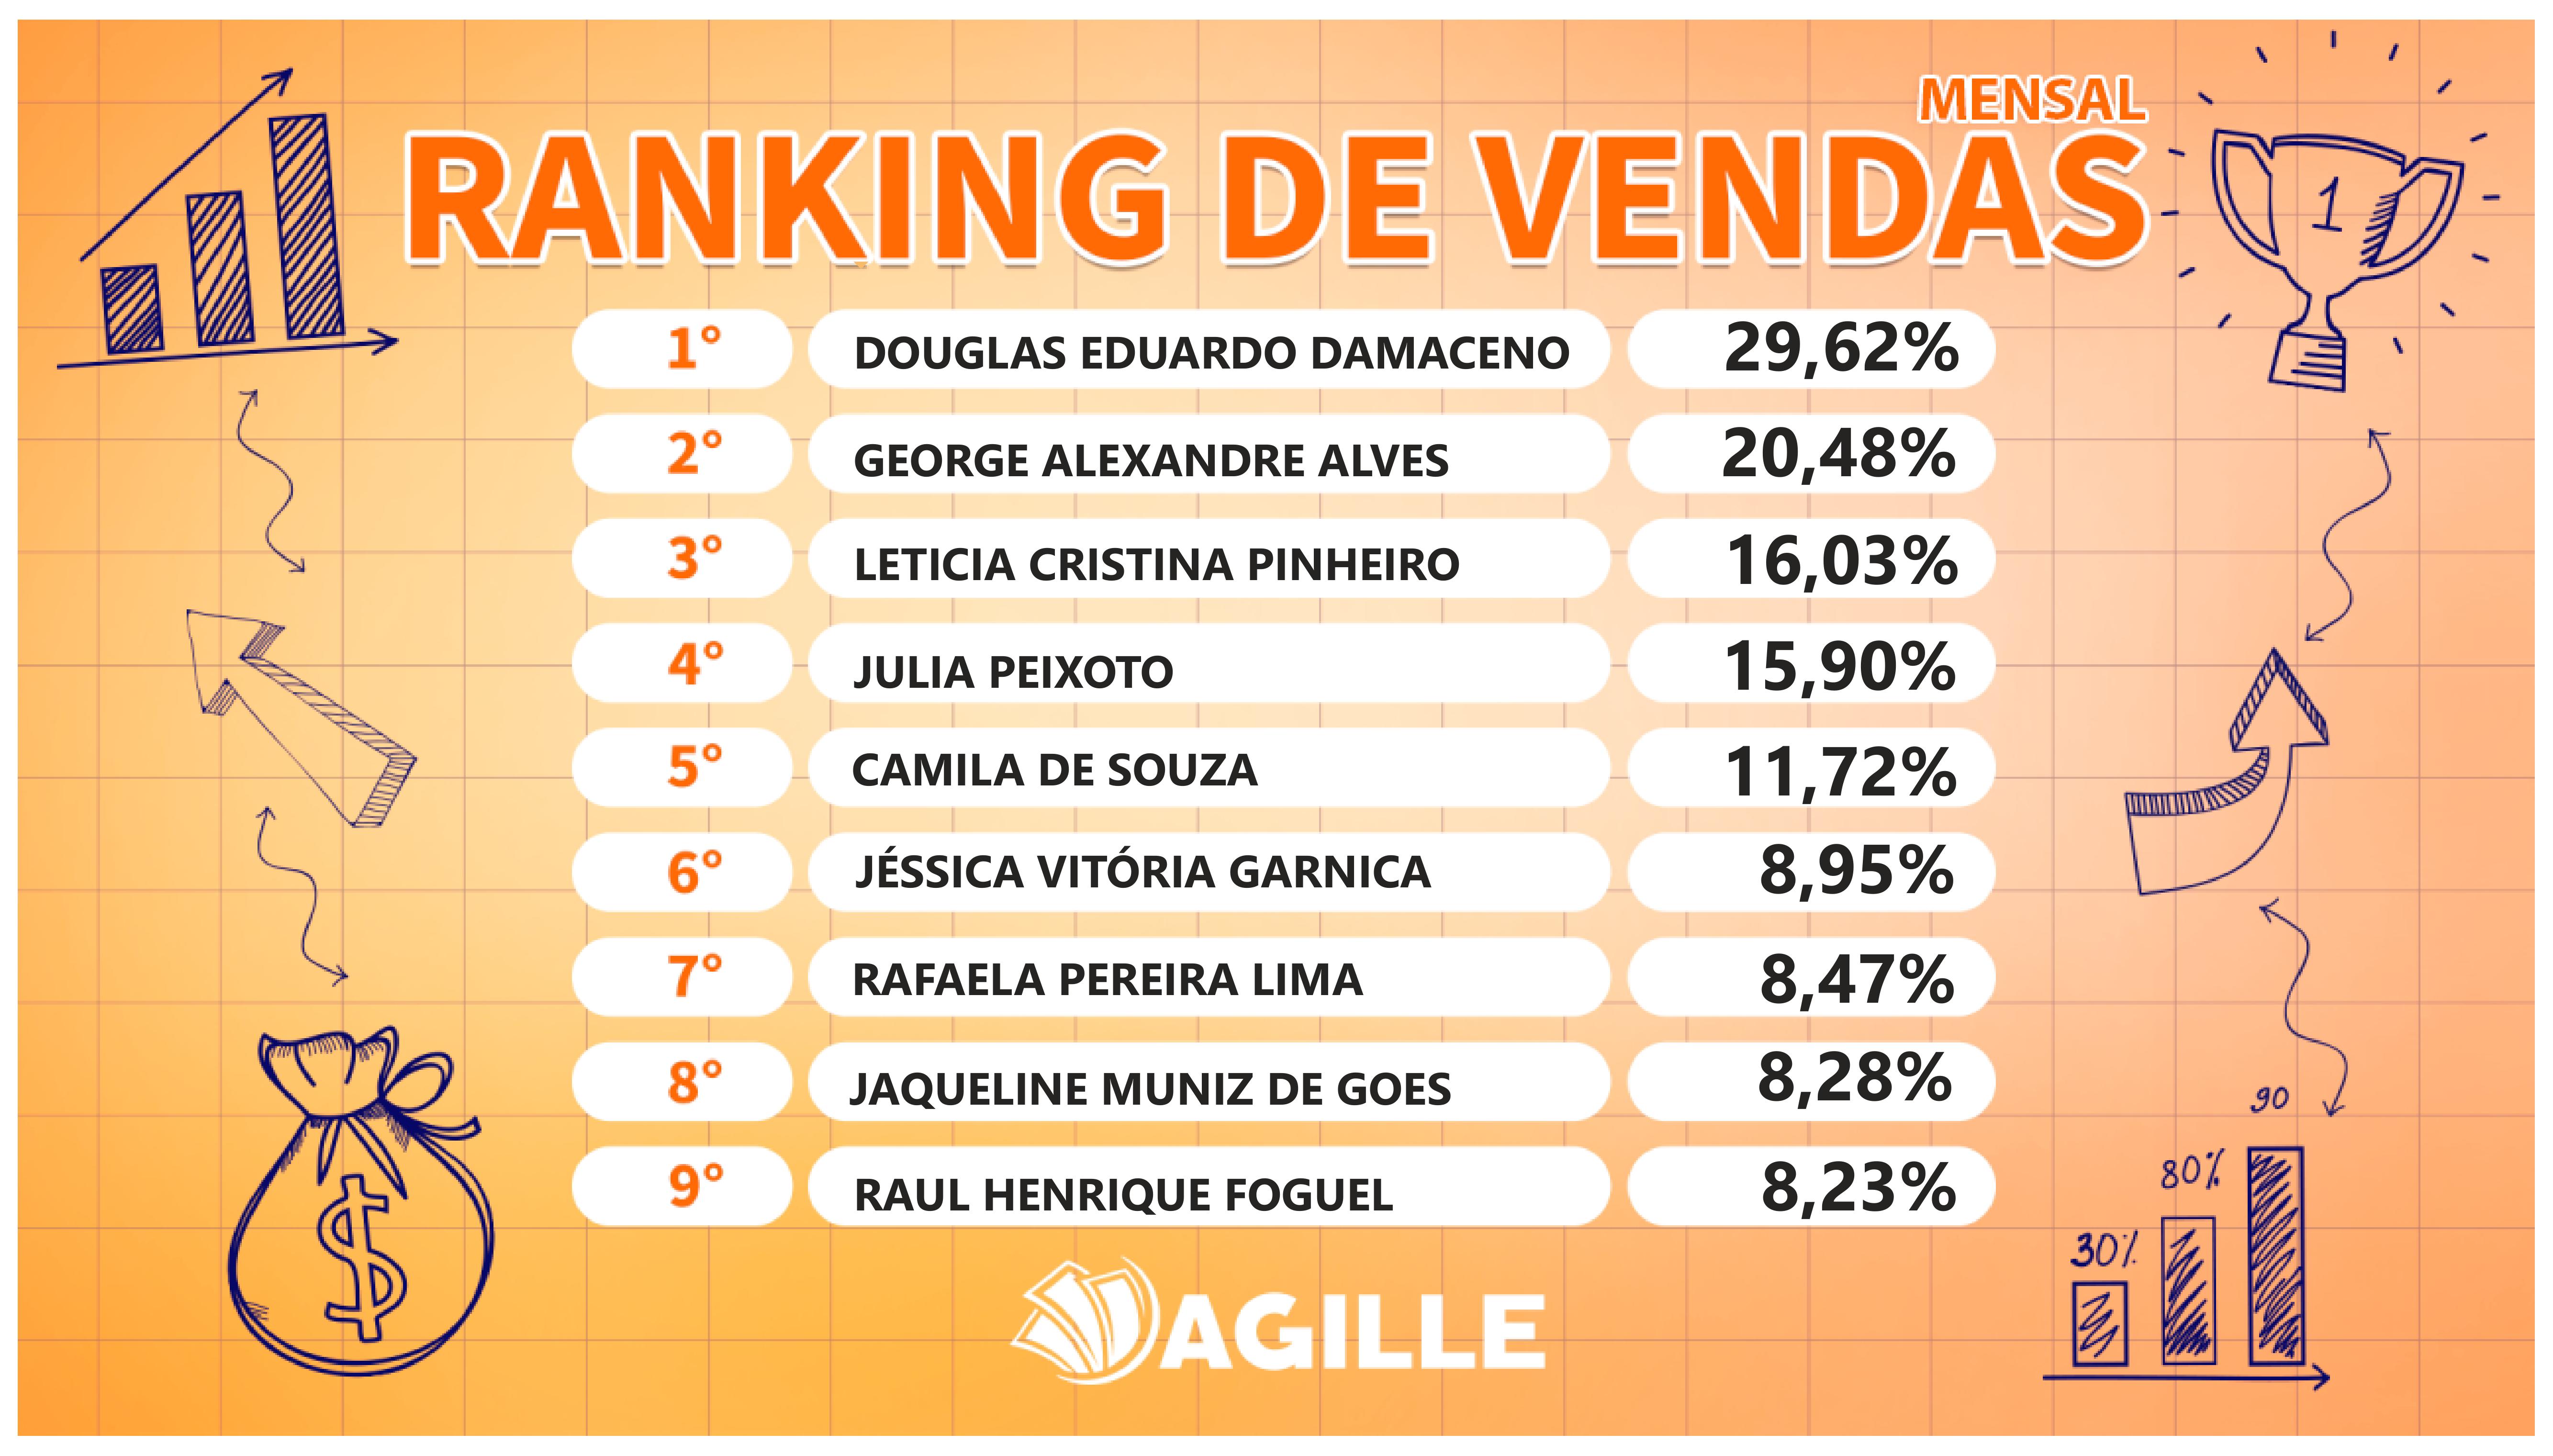 MENSAL
RANKING DE VENDAS
1
1° DOUGLAS EDUARDO DAMACENO 29,62%
2° GEORGE ALEXANDRE ALVES 20,48%
3° LETICIA CRISTINA PINHEIRO 16,03%
4° JULIA PEIXOTO 15,90%
5° CAMILA DE SOUZA 11,72%
6° JÉSSICA VITÓRIA GARNICA 8,95%
7° RAFAELA PEREIRA LIMA 8,47%
8° JAQUELINE MUNIZ DE GOES 8,28%
9° RAUL HENRIQUE FOGUEL 8,23%
$
90
80%
30%
AGILLE